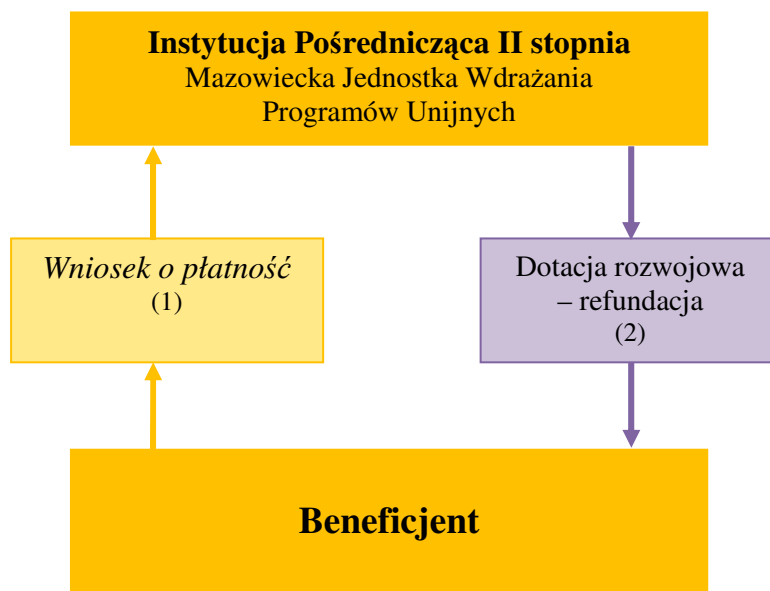 Instytucja Pośrednicząca II stopnia
Mazowiecka Jednostka Wdrażania
Programów Unijnych
Wniosek o płatność
(1)
Dotacja rozwojowa
– refundacja
(2)
Beneficjent